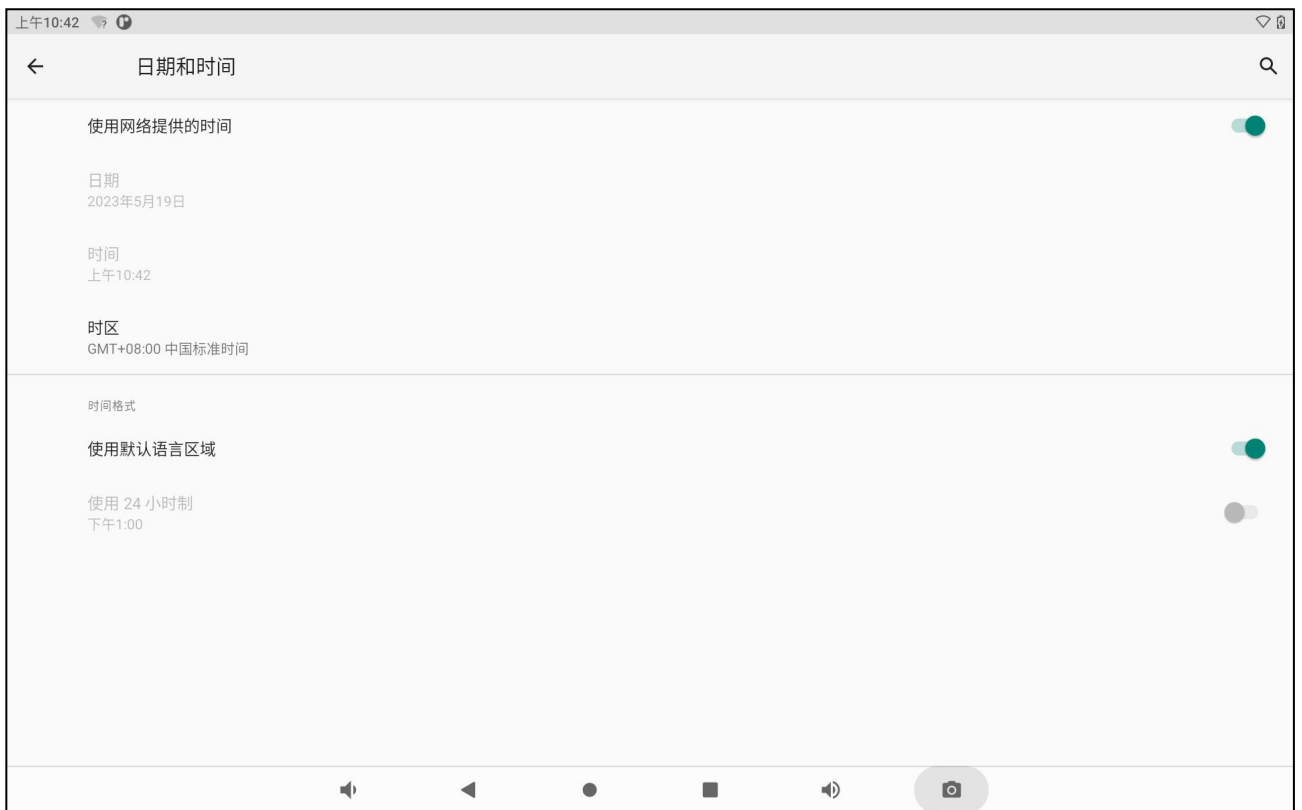 上午10:42
日期和时间
使用网络提供的时间
日期
2023年5月19日
时间
上午10:42
时区
GMT+08:00 中国标准时间
时间格式
使用默认语言区域
使用 24 小时制
下午1:00